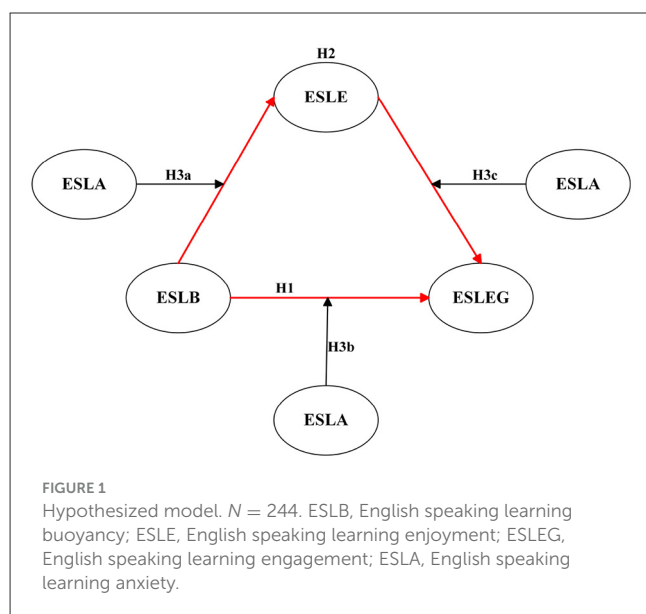 H2
ESLE
ESLA
H3a
H3c
ESLA
ESLB
H1
ESLEG
H3b
ESLA
FIGURE 1
Hypothesized model. N = 244. ESLB, English speaking learning
buoyancy; ESLE, English speaking learning enjoyment; ESLEG,
English speaking learning engagement; ESLA, English speaking
learning anxiety.